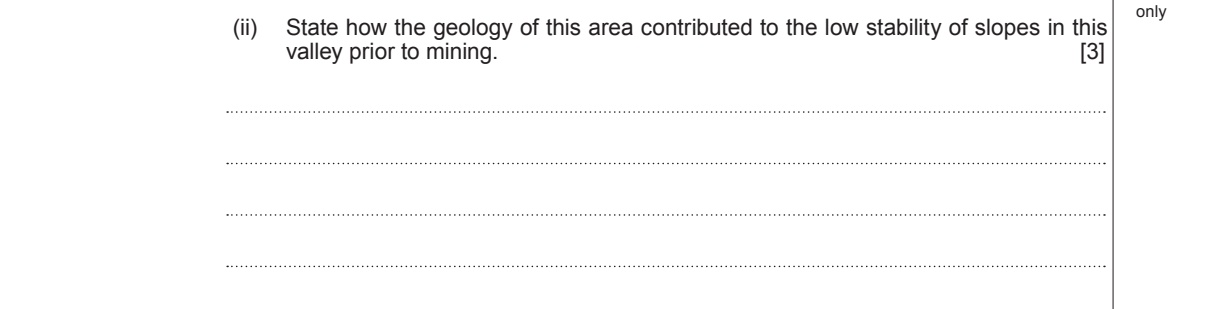 only
(ii) State how the geology of this area contributed to the low stability of slopes in this
valley prior to mining. [3]